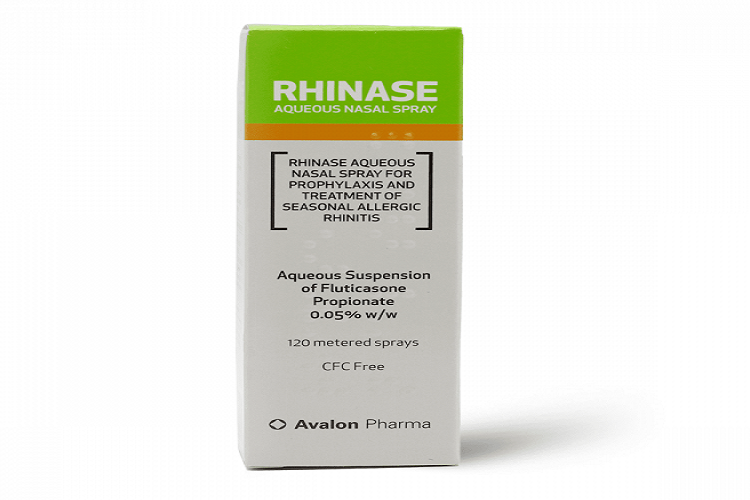 RHINASE
AQUEOUS NASAL SPRAY
RHINASE AQUEOUS
NASAL SPRAY FOR
PROPHYLAXIS AND
TREATMENT OF
SEASONAL ALLERGIC
RHINITIS
Aqueous Suspension
of Fluticasone
Propionate
0.05% w/w
120 metered sprays
CFC Free
Avalon Pharma